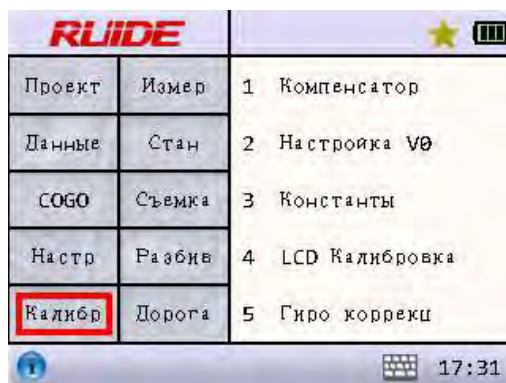 RUIDE
Проект Измер 1 Компенсатор
Данные Стан 2 Настройка V0
COGO Съемка 3 Константы
Настр Разбив 4 LCD Калибровка
Калибр Дорога 5 Гиро коррекц
17:31